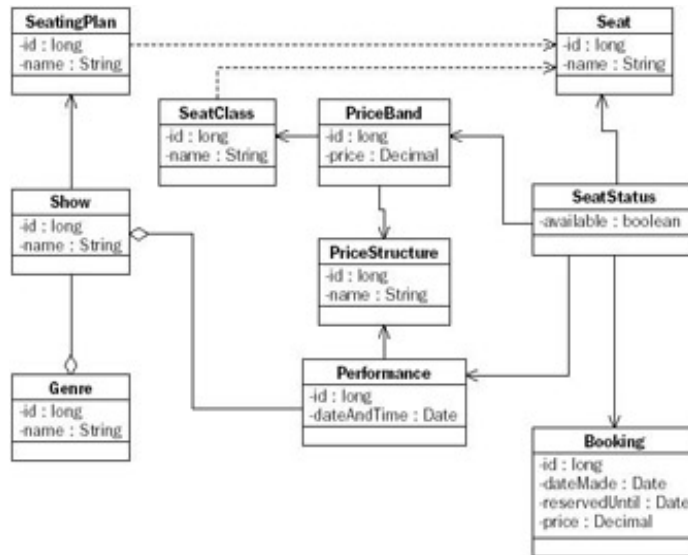 SeatingPlan
-id : long
-name : String
Seat
-id : long
-name : String
SeatClass
-id : long
-name : String
PriceBand
-id : long
-price : Decimal
Show
-id : long
-name : String
SeatStatus
-available : boolean
PriceStructure
-id : long
-name : String
Genre
-id : long
-name : String
Performance
-id : long
-dateAndTime : Date
Booking
-id : long
-dateMade : Date
-reservedUntil : Date
-price : Decimal